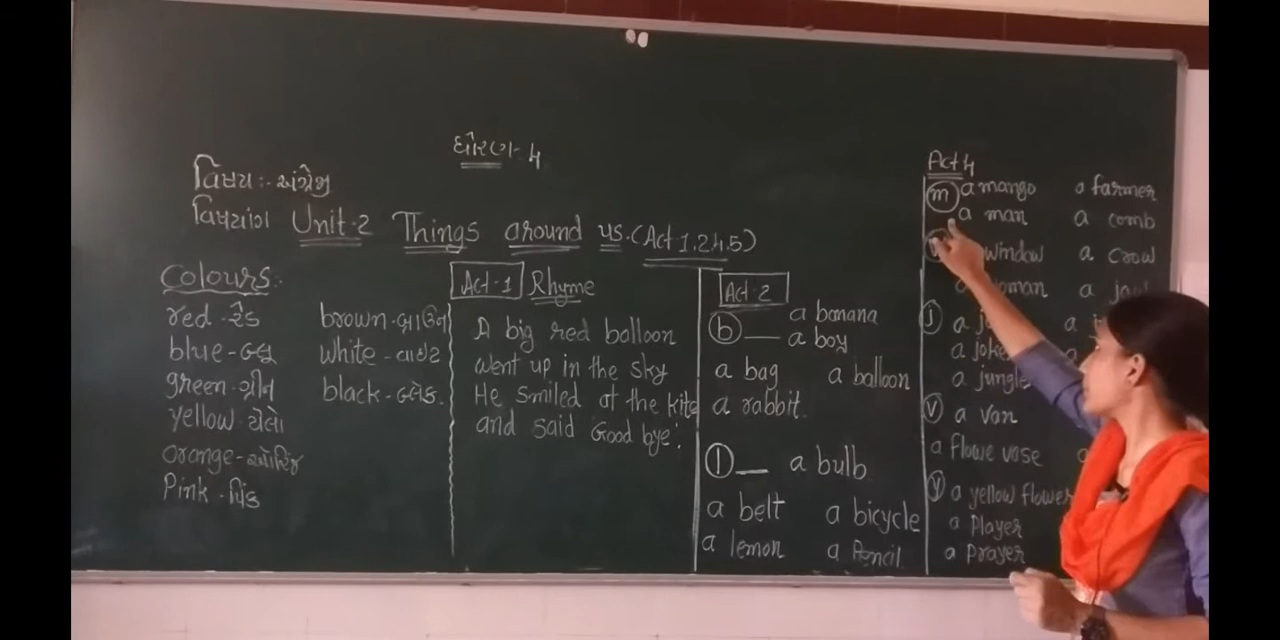 ધોરણ-૫
વિષય:- અંગ્રેજી
વિષયાંગ Unit-2 Things around us. (Act 1,2,4,5)
Colours:
red - રેડ
blue - બ્લુ
green - ગ્રીન
yellow - યેલો
orange - ઓરેન્જ
Pink - પિંક
brown - બ્રાઉન
white - વાઇટ
black - બ્લેક.
Act-1 Rhyme
A big red balloon
went up in the sky
He smiled at the kite
and said Good bye!
Act-2
b — a banana
a boy
a bag a balloon
a rabbit.
l — a bulb
a belt a bicycle
a lemon a Pencil
Act 4
m a mango a farmer
a man a comb
window a crow
j a
a joke
a jungle
v a van
a flowe vase
y a yellow flower
a Player
a prayer